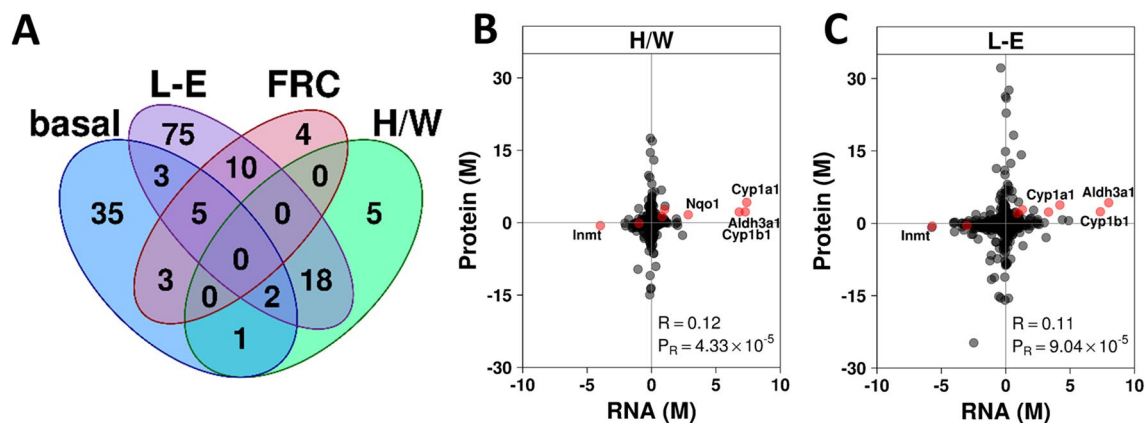 A
L-E
FRC
basal
H/W
75
4
3
10
0
35
5
0
5
0
3
0
2
18
1
B
H/W
30
15
0
-15
-30
Protein (M)
Cyp1a1
Nqo1
Aldh3a1
Cyp1b1
Inmt
R = 0.12
P_R = 4.33 × 10^-5
-10
-5
0
5
10
RNA (M)
C
L-E
30
15
0
-15
-30
Protein (M)
Cyp1a1
Aldh3a1
Cyp1b1
Inmt
R = 0.11
P_R = 9.04 × 10^-5
-10
-5
0
5
10
RNA (M)